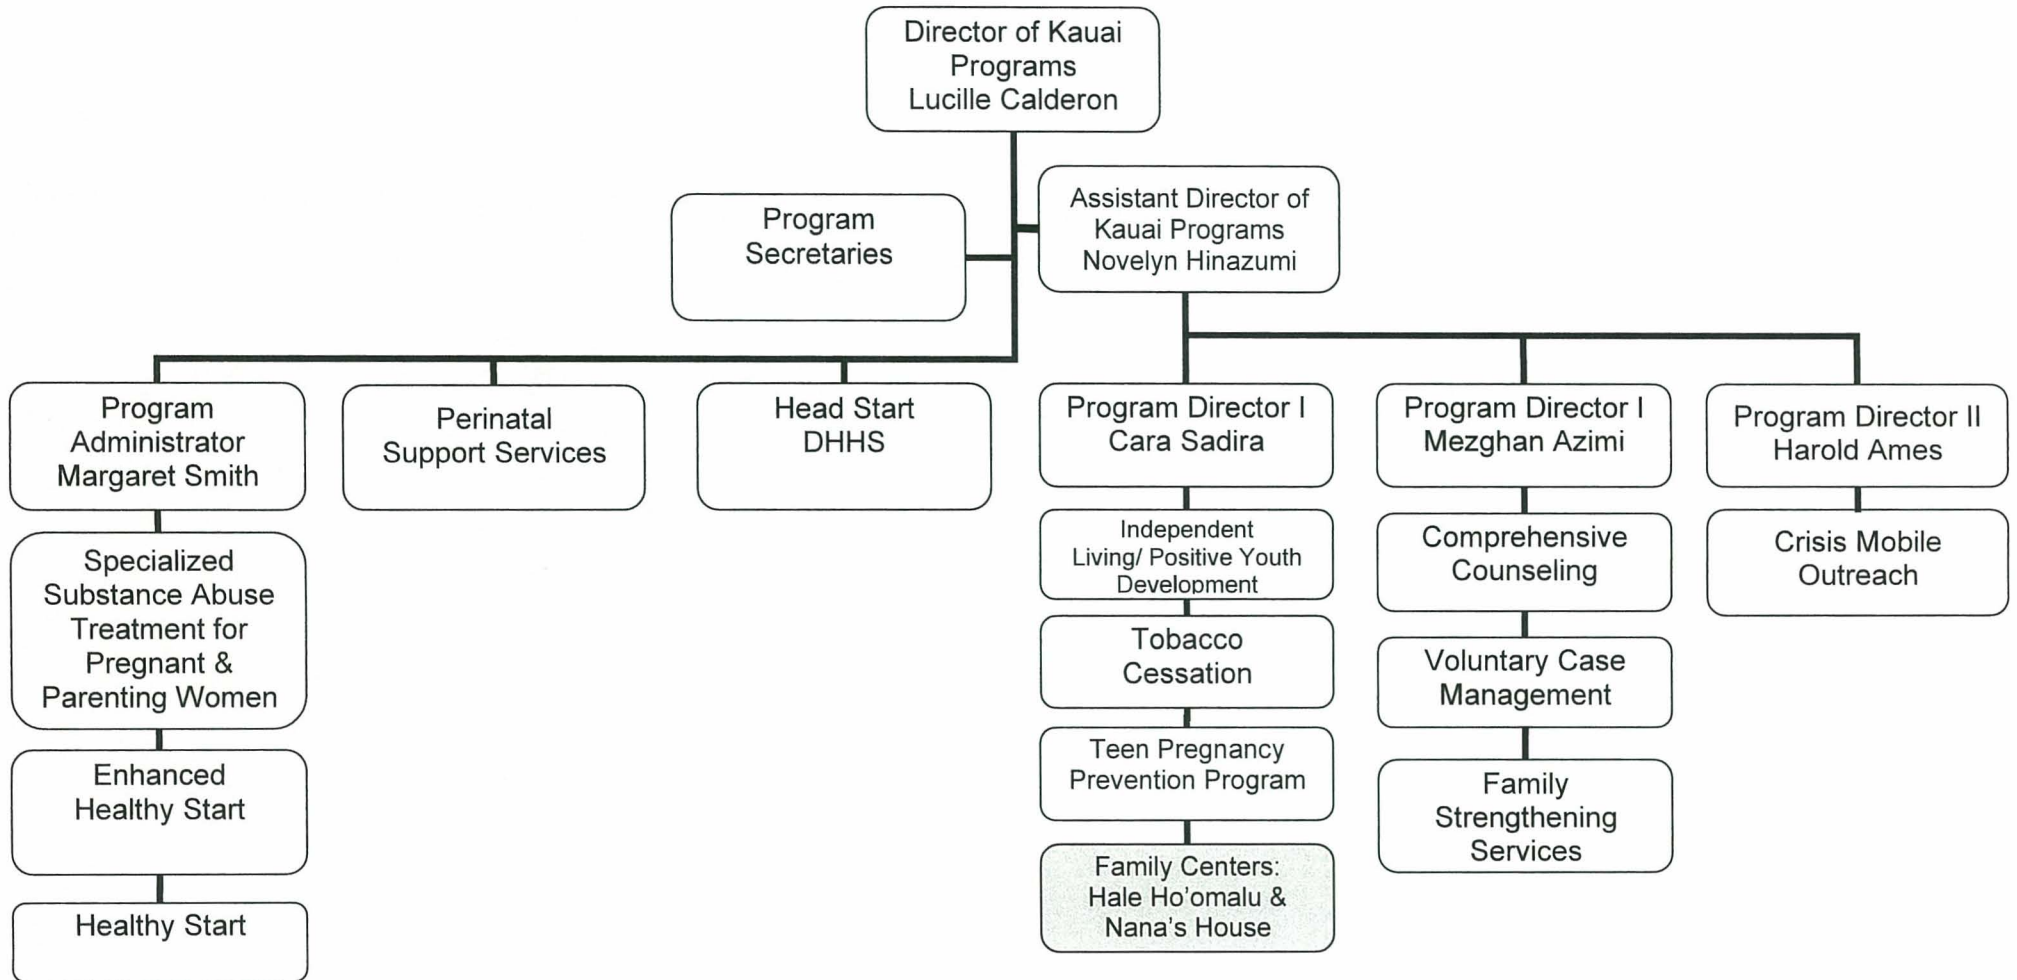 Director of Kauai
Programs
Lucille Calderon
Assistant Director of
Kauai Programs
Novelyn Hinazumi
Program
Secretaries
Program
Administrator
Margaret Smith
Perinatal
Support Services
Head Start
DHHS
Program Director I
Cara Sadira
Program Director I
Mezghan Azimi
Program Director II
Harold Ames
Specialized
Substance Abuse
Treatment for
Pregnant &
Parenting Women
Enhanced
Healthy Start
Healthy Start
Independent
Living/ Positive Youth
Development
Tobacco
Cessation
Teen Pregnancy
Prevention Program
Family Centers:
Hale Ho’omalu &
Nana’s House
Comprehensive
Counseling
Voluntary Case
Management
Family
Strengthening
Services
Crisis Mobile
Outreach